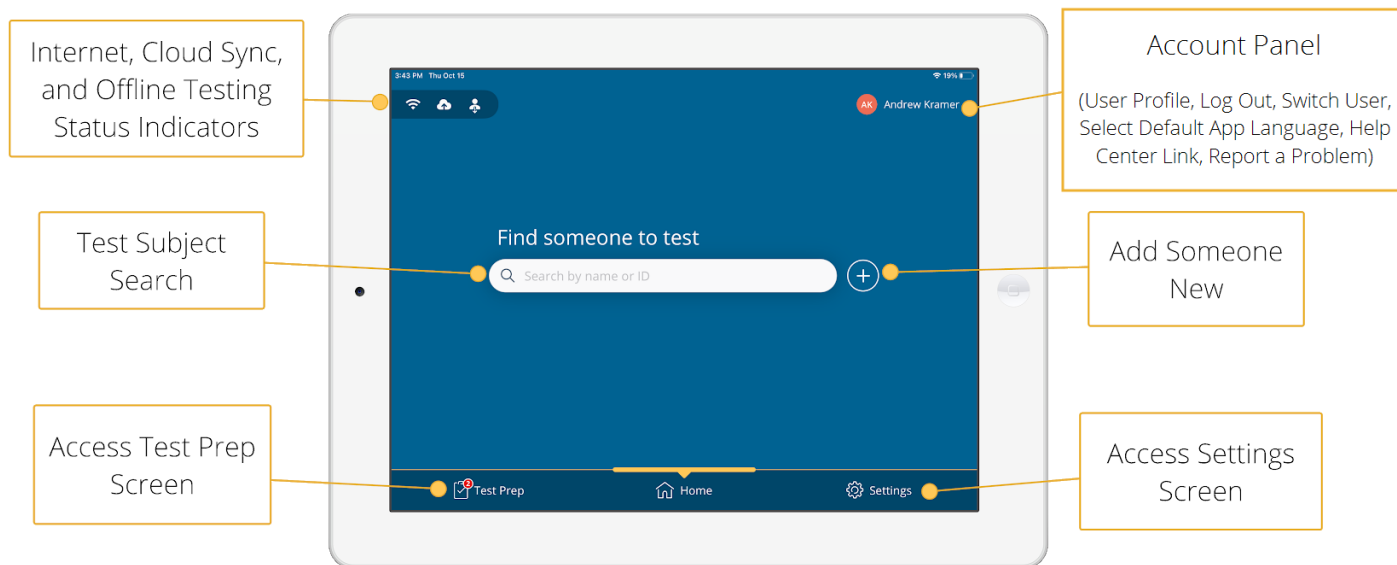 Internet, Cloud Sync,
and Offline Testing
Status Indicators
Account Panel
(User Profile, Log Out, Switch User,
Select Default App Language, Help
Center Link, Report a Problem)
3:43 PM Thu Oct 15
19%
AK Andrew Kramer
Test Subject
Search
Find someone to test
Search by name or ID
Add Someone
New
Access Test Prep
Screen
2
Test Prep
Home
Settings
Access Settings
Screen